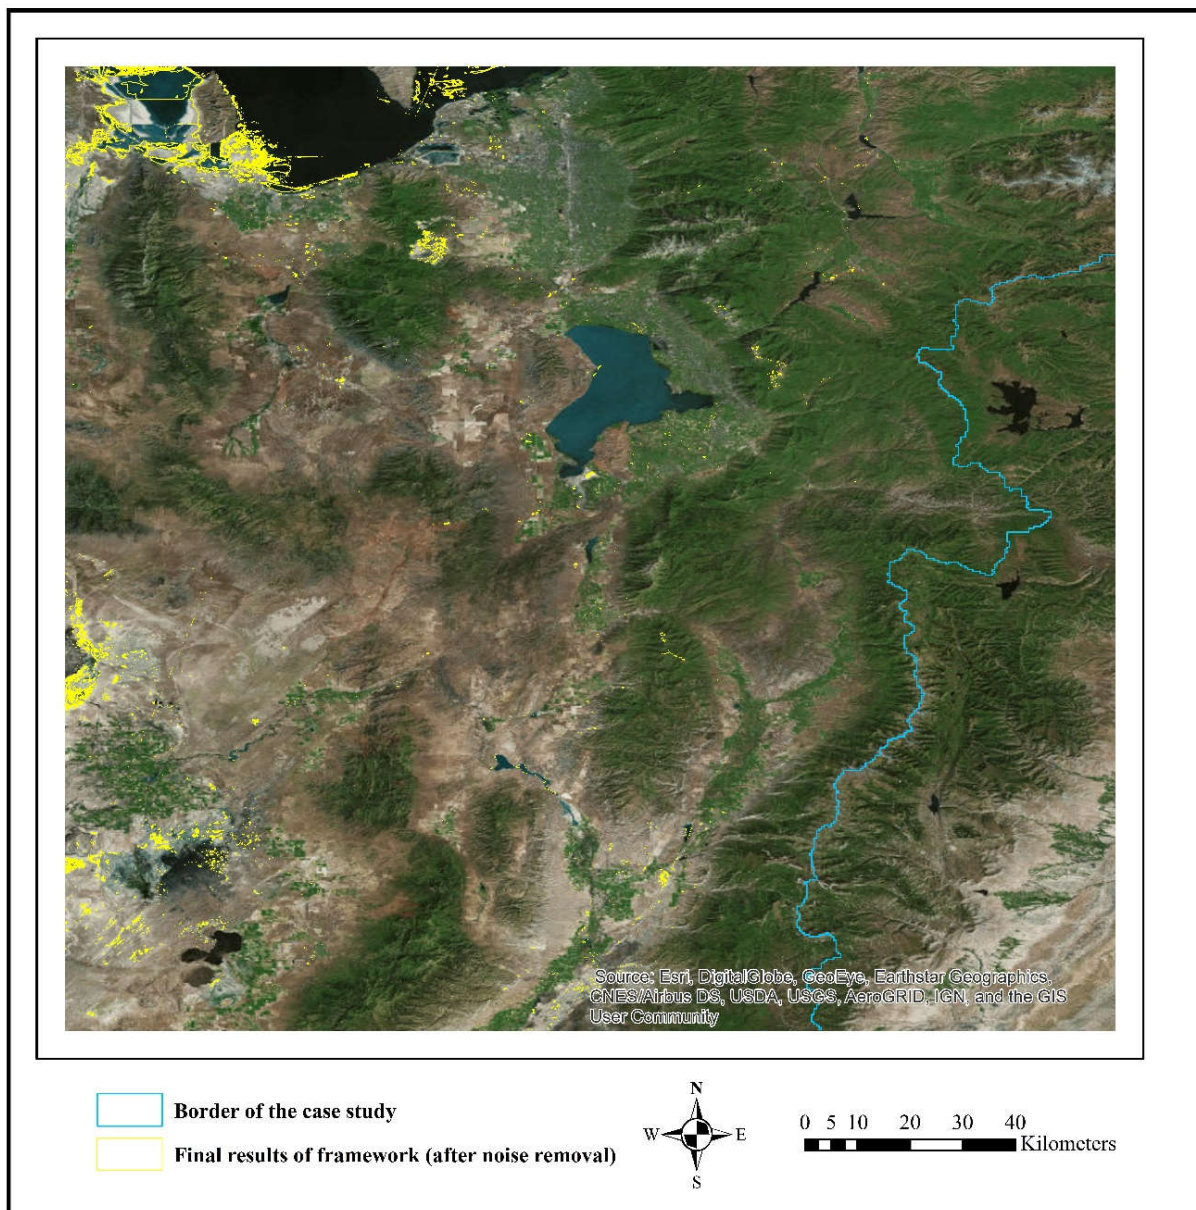 Source: Esri, DigitalGlobe, GeoEye, Earthstar Geographics,
CNES/Airbus DS, USDA, USGS, AeroGRID, IGN, and the GIS
User Community
Border of the case study
Final results of framework (after noise removal)
N
W E
S
0 5 10 20 30 40
Kilometers